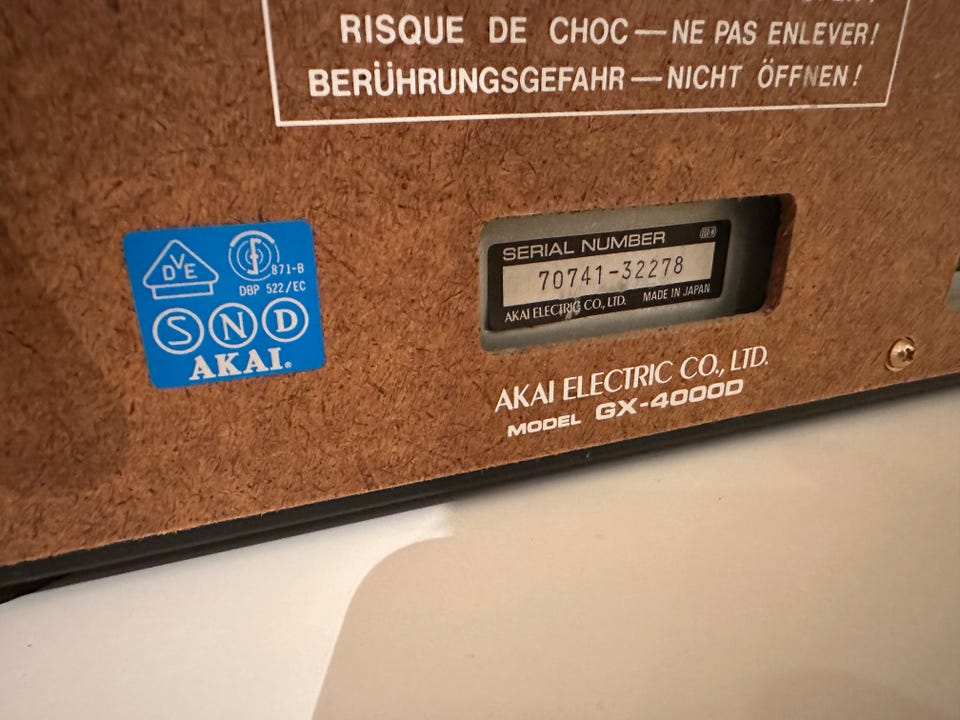 RISQUE DE CHOC—NE PAS ENLEVER!
BERÜHRUNGSGEFAHR—NICHT ÖFFNEN!
DVE
871-B
DBP 522/EC
S N D
AKAI®
SERIAL NUMBER
70741-32278
AKAI ELECTRIC CO., LTD. MADE IN JAPAN
AKAI ELECTRIC CO., LTD.
MODEL GX-4000D